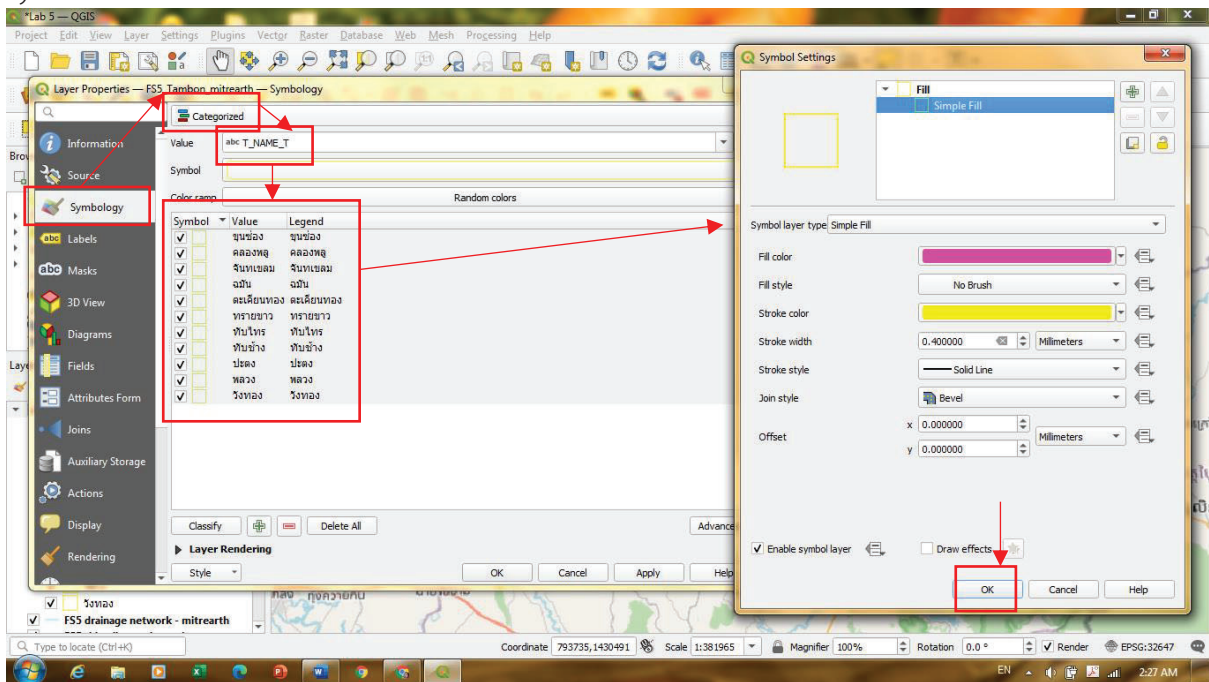 *Lab 5 — QGIS
Project Edit View Layer Settings Plugins Vector Raster Database Web Mesh Processing Help
Layer Properties — FS5_Tambon_mitrearth — Symbology
Information
Source
Symbology
Labels
Masks
3D View
Diagrams
Fields
Attributes Form
Joins
Auxiliary Storage
Actions
Display
Rendering
Categorized
Value abc T_NAME_T
Symbol
Color ramp Random colors
Symbol Value Legend
ขุนซ่อง ขุนซ่อง
คลองพลู คลองพลู
จันทเขลม จันทเขลม
ฉมัน ฉมัน
ตะเคียนทอง ตะเคียนทอง
ทรายขาว ทรายขาว
ทับไทร ทับไทร
ทับช้าง ทับช้าง
ปะตง ปะตง
พลวง พลวง
วังทอง วังทอง
Classify Delete All
Layer Rendering
Style OK Cancel Apply Help
Symbol Settings
Fill
Simple Fill
Symbol layer type Simple Fill
Fill color
Fill style No Brush
Stroke color
Stroke width 0.400000 Millimeters
Stroke style Solid Line
Join style Bevel
Offset x 0.000000 Millimeters
y 0.000000
Enable symbol layer Draw effects
OK Cancel Help
วังทอง
FS5 drainage network - mitrearth
Type to locate (Ctrl+K) Coordinate 793735,1430491 Scale 1:381965 Magnifier 100% Rotation 0.0 ° Render EPSG:32647
EN 2:27 AM